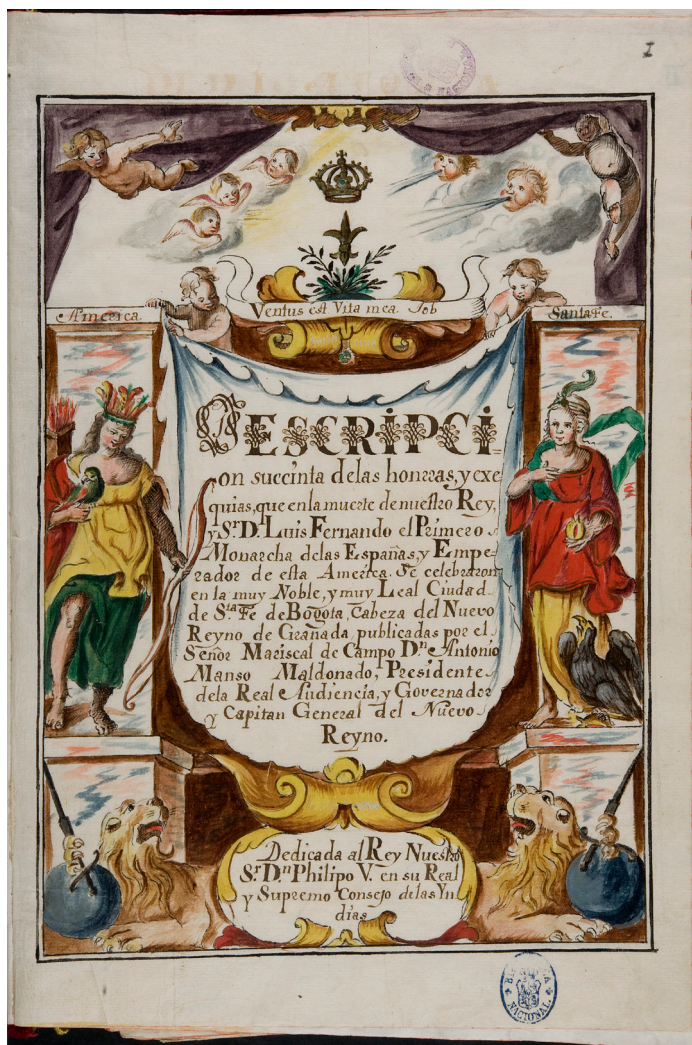 1
America.
Ventus est Vita mea. Job
SantaFe.
DESCRIPCI-
on succinta delas honrras, y exe
quias, que en la muerte de nuestro Rey,
y Sr. D. Luis Fernando el Primero
Monarcha delas Españas, y Empe-
rador de esta America. Se celebraron
en la muy Noble, y muy Leal Ciudad
de Sta Fe de Bogota, Cabeza del Nuevo
Reyno de Granada, publicadas por el
Señor Mariscal de Campo Dn Antonio
Manso Maldonado, Presidente
dela Real Audiencia, y Governador
y Capitan General del Nuevo
Reyno.
Dedicada al Rey Nuestro
Sr. Dn Philipo V. en su Real
y Supremo Consejo delas Yn
dias
NACIONAL